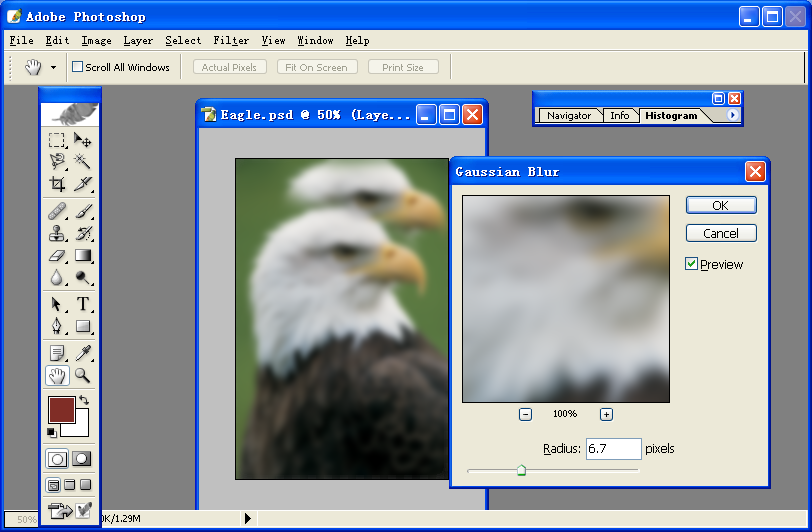 Adobe Photoshop
File Edit Image Layer Select Filter View Window Help
Scroll All Windows Actual Pixels Fit On Screen Print Size
Eagle.psd @ 50% (Laye...
Navigator Info Histogram
Gaussian Blur
OK
Cancel
Preview
100%
Radius: 6.7 pixels
T
50% 0K/1.29M